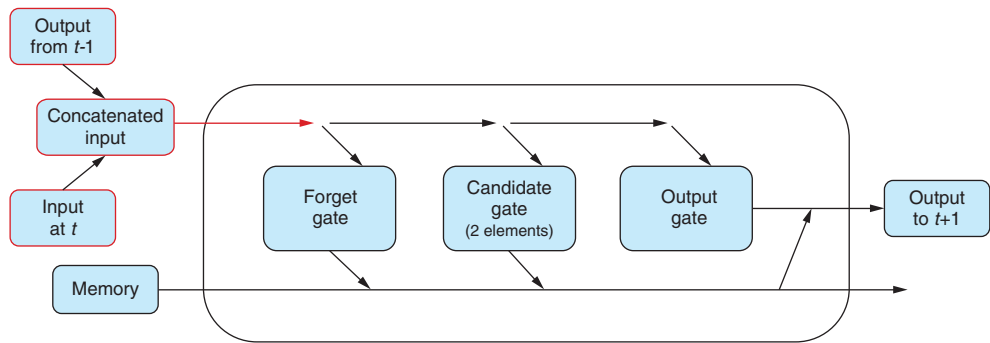 Output
from t-1
Concatenated
input
Input
at t
Memory
Forget
gate
Candidate
gate
(2 elements)
Output
gate
Output
to t+1